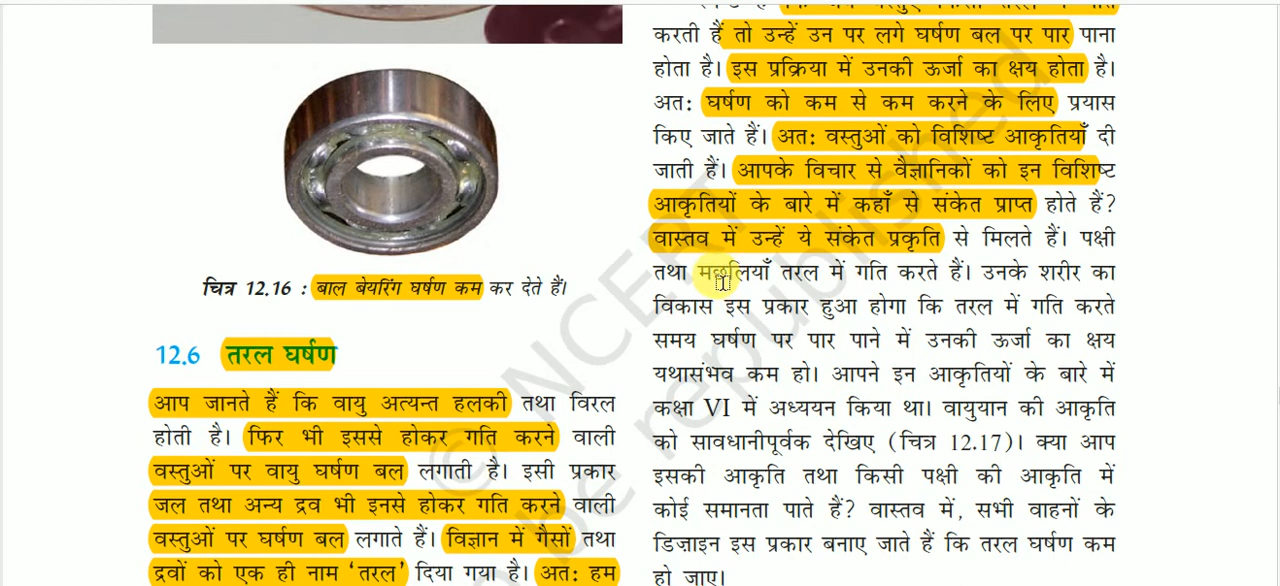 चित्र 12.16 : बाल बेयरिंग घर्षण कम कर देते हैं।
12.6 तरल घर्षण
आप जानते हैं कि वायु अत्यन्त हलकी तथा विरल
होती है। फिर भी इससे होकर गति करने वाली
वस्तुओं पर वायु घर्षण बल लगाती है। इसी प्रकार
जल तथा अन्य द्रव भी इनसे होकर गति करने वाली
वस्तुओं पर घर्षण बल लगाते हैं। विज्ञान में गैसों तथा
द्रवों को एक ही नाम ‘तरल’ दिया गया है। अतः हम
करती हैं तो उन्हें उन पर लगे घर्षण बल पर पार पाना
होता है। इस प्रक्रिया में उनकी ऊर्जा का क्षय होता है।
अतः घर्षण को कम से कम करने के लिए प्रयास
किए जाते हैं। अतः वस्तुओं को विशिष्ट आकृतियाँ दी
जाती हैं। आपके विचार से वैज्ञानिकों को इन विशिष्ट
आकृतियों के बारे में कहाँ से संकेत प्राप्त होते हैं?
वास्तव में उन्हें ये संकेत प्रकृति से मिलते हैं। पक्षी
तथा मछलियाँ तरल में गति करते हैं। उनके शरीर का
विकास इस प्रकार हुआ होगा कि तरल में गति करते
समय घर्षण पर पार पाने में उनकी ऊर्जा का क्षय
यथासंभव कम हो। आपने इन आकृतियों के बारे में
कक्षा VI में अध्ययन किया था। वायुयान की आकृति
को सावधानीपूर्वक देखिए (चित्र 12.17)। क्या आप
इसकी आकृति तथा किसी पक्षी की आकृति में
कोई समानता पाते हैं? वास्तव में, सभी वाहनों के
डिजाइन इस प्रकार बनाए जाते हैं कि तरल घर्षण कम
हो जाए।
© NCERT
be republished